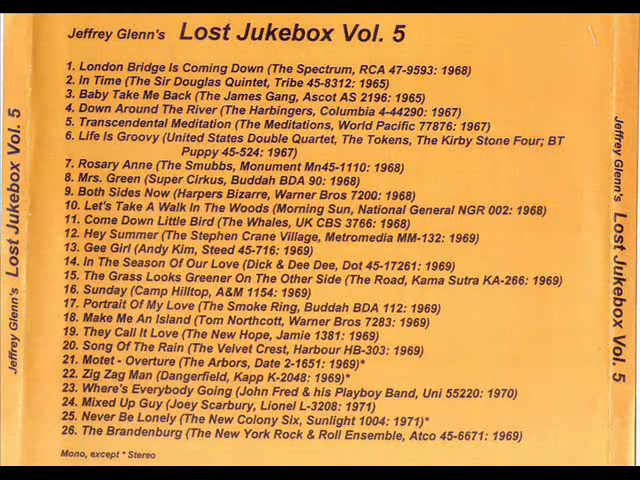 Jeffrey Glenn's Lost Jukebox Vol. 5
1. London Bridge Is Coming Down (The Spectrum, RCA 47-9593: 1968)
2. In Time (The Sir Douglas Quintet, Tribe 45-8312: 1965)
3. Baby Take Me Back (The James Gang, Ascot AS 2196: 1965)
4. Down Around The River (The Harbingers, Columbia 4-44290: 1967)
5. Transcendental Meditation (The Meditations, World Pacific 77876: 1967)
6. Life Is Groovy (United States Double Quartet, The Tokens, The Kirby Stone Four; BT
Puppy 45-524: 1967)
7. Rosary Anne (The Smubbs, Monument Mn45-1110: 1968)
8. Mrs. Green (Super Cirkus, Buddah BDA 90: 1968)
9. Both Sides Now (Harpers Bizarre, Warner Bros 7200: 1968)
10. Let's Take A Walk In The Woods (Morning Sun, National General NGR 002: 1968)
11. Come Down Little Bird (The Whales, UK CBS 3766: 1968)
12. Hey Summer (The Stephen Crane Village, Metromedia MM-132: 1969)
13. Gee Girl (Andy Kim, Steed 45-716: 1969)
14. In The Season Of Our Love (Dick & Dee Dee, Dot 45-17261: 1969)
15. The Grass Looks Greener On The Other Side (The Road, Kama Sutra KA-266: 1969)
16. Sunday (Camp Hilltop, A&M 1154: 1969)
17. Portrait Of My Love (The Smoke Ring, Buddah BDA 112: 1969)
18. Make Me An Island (Tom Northcott, Warner Bros 7283: 1969)
19. They Call It Love (The New Hope, Jamie 1381: 1969)
20. Song Of The Rain (The Velvet Crest, Harbour HB-303: 1969)
21. Motet - Overture (The Arbors, Date 2-1651: 1969)*
22. Zig Zag Man (Dangerfield, Kapp K-2048: 1969)*
23. Where's Everybody Going (John Fred & his Playboy Band, Uni 55220: 1970)
24. Mixed Up Guy (Joey Scarbury, Lionel L-3208: 1971)
25. Never Be Lonely (The New Colony Six, Sunlight 1004: 1971)*
26. The Brandenburg (The New York Rock & Roll Ensemble, Atco 45-6671: 1969)
Mono, except * Stereo
Jeffrey Glenn's Lost Jukebox Vol. 5
Jeffrey Glenn's Lost Jukebox Vol. 5